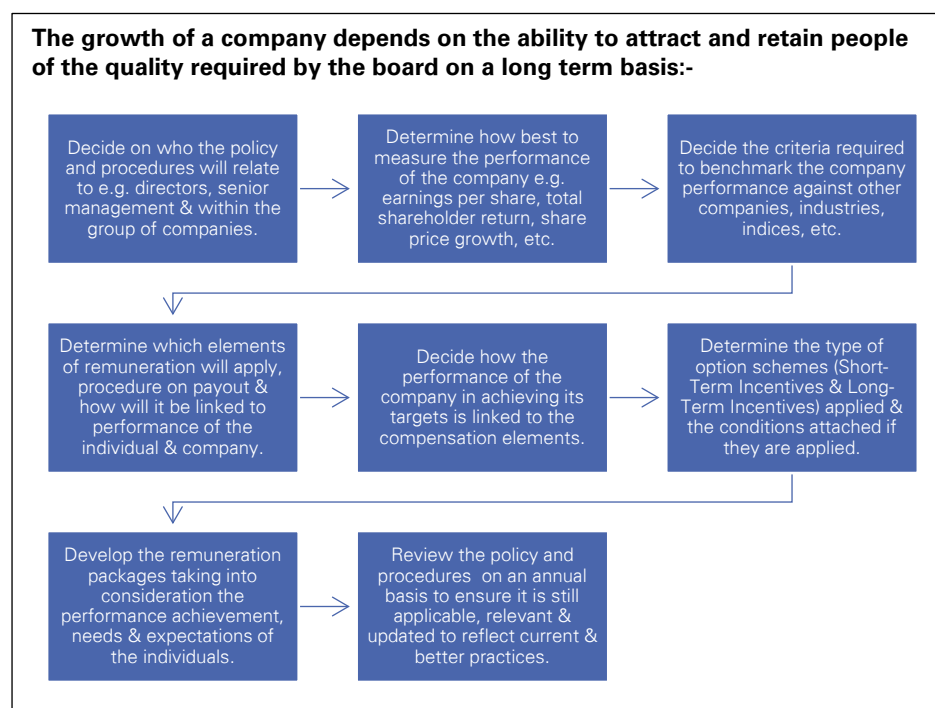 The growth of a company depends on the ability to attract and retain people
of the quality required by the board on a long term basis:-
Decide on who the policy
and procedures will relate
to e.g. directors, senior
management & within the
group of companies.
Determine how best to
measure the performance
of the company e.g.
earnings per share, total
shareholder return, share
price growth, etc.
Decide the criteria required
to benchmark the company
performance against other
companies, industries,
indices, etc.
Determine which elements
of remuneration will apply,
procedure on payout &
how will it be linked to
performance of the
individual & company.
Decide how the
performance of the
company in achieving its
targets is linked to the
compensation elements.
Determine the type of
option schemes (Short-
Term Incentives & Long-
Term Incentives) applied &
the conditions attached if
they are applied.
Develop the remuneration
packages taking into
consideration the
performance achievement,
needs & expectations of
the individuals.
Review the policy and
procedures on an annual
basis to ensure it is still
applicable, relevant &
updated to reflect current &
better practices.